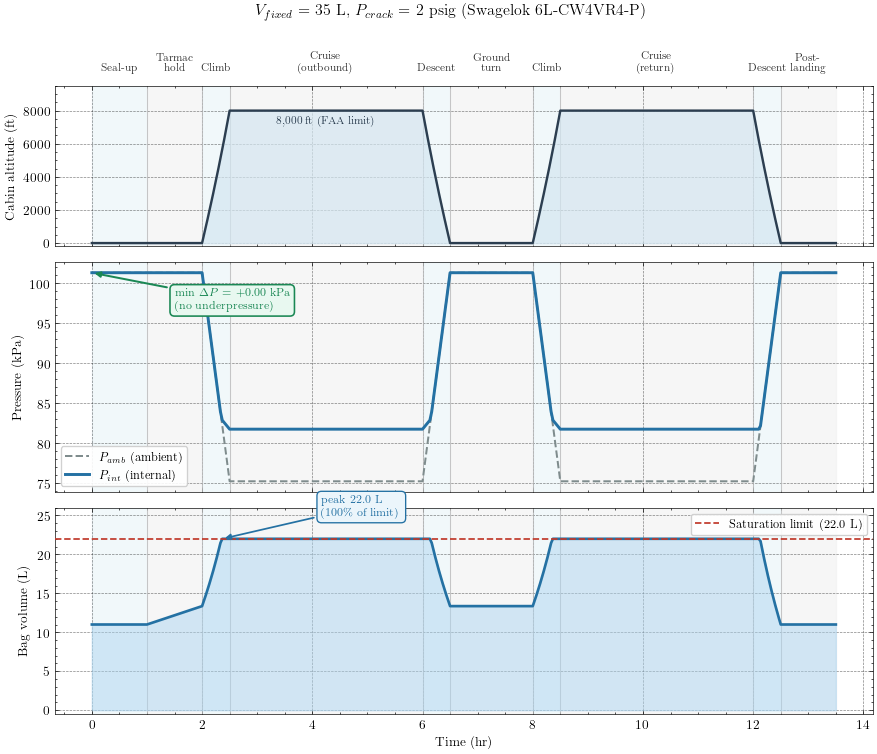 V_fixed = 35 L, P_crack = 2 psig (Swagelok 6L-CW4VR4-P)
Seal-up
Tarmac
hold
Climb
Cruise
(outbound)
Descent
Ground
turn
Climb
Cruise
(return)
Descent
Post-
landing
Cabin altitude (ft)
8000
6000
4000
2000
0
8,000 ft (FAA limit)
Pressure (kPa)
100
95
90
85
80
75
min ΔP = +0.00 kPa
(no underpressure)
P_amb (ambient)
P_int (internal)
Bag volume (L)
25
20
15
10
5
0
peak 22.0 L
(100% of limit)
Saturation limit (22.0 L)
0
2
4
6
8
10
12
14
Time (hr)